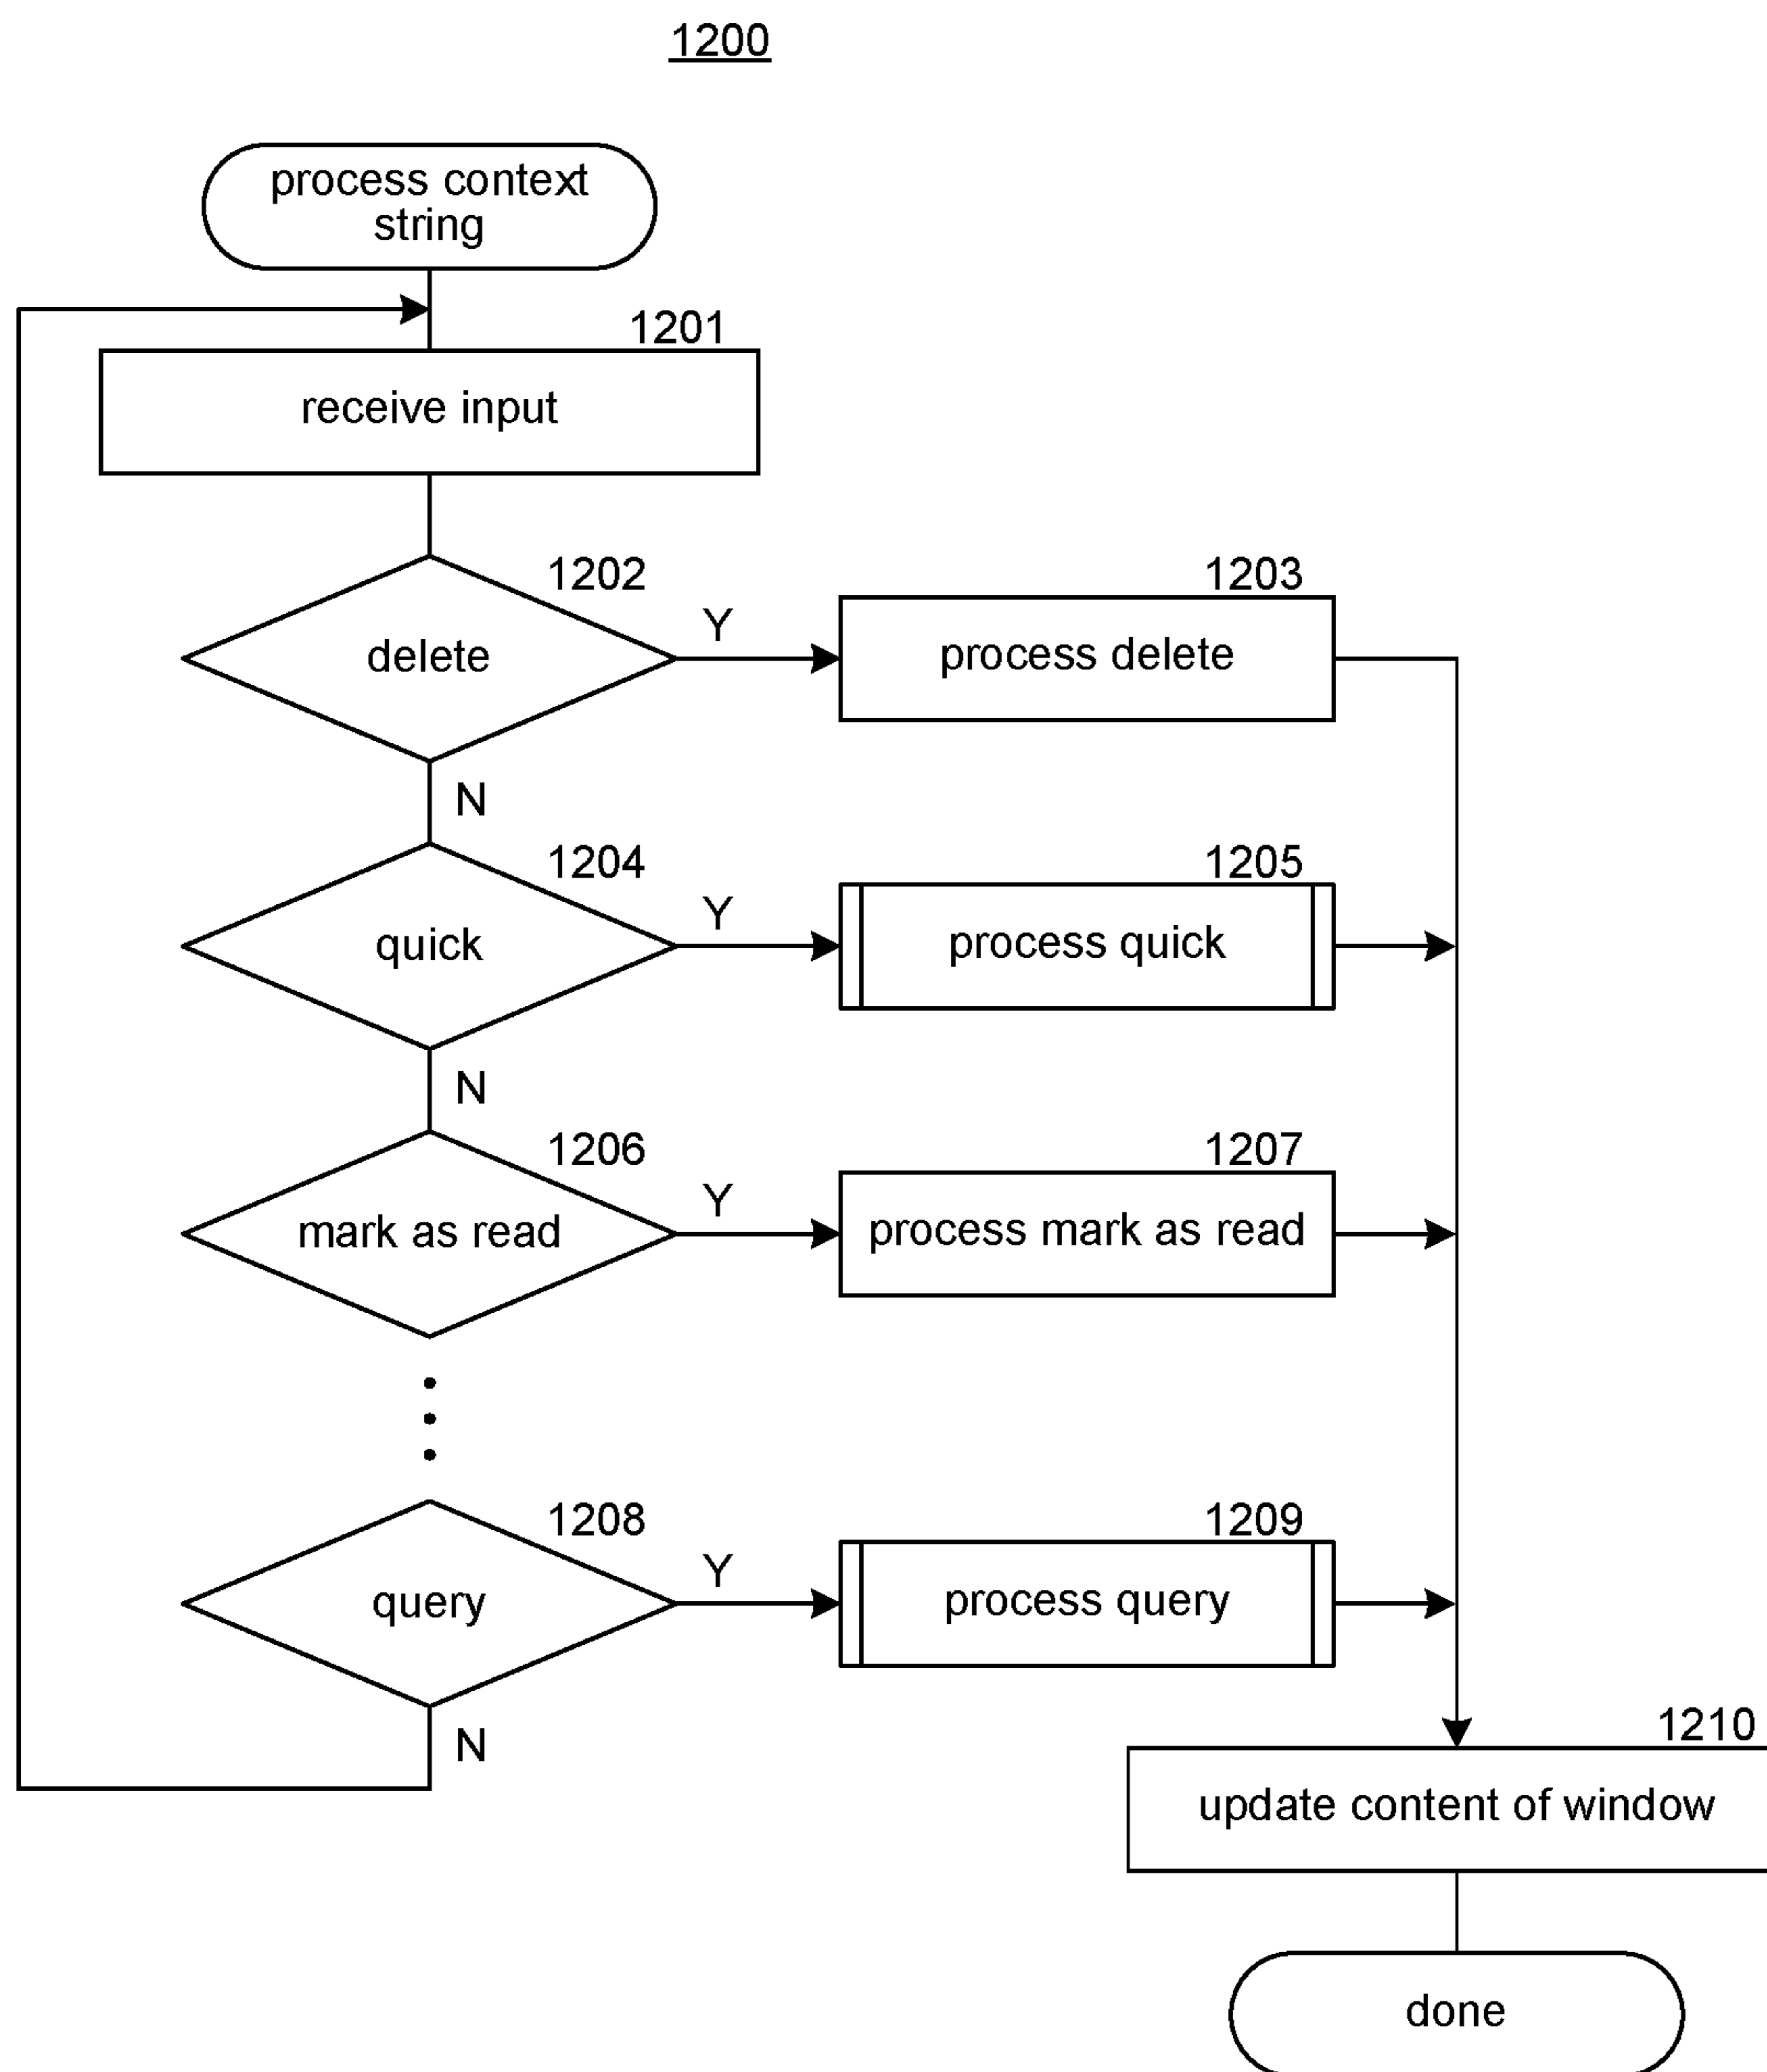 1200
process context
string
1201
receive input
1202
delete
Y
1203
process delete
N
1204
quick
Y
1205
process quick
N
1206
mark as read
Y
1207
process mark as read
1208
query
Y
1209
process query
N
1210
update content of window
done